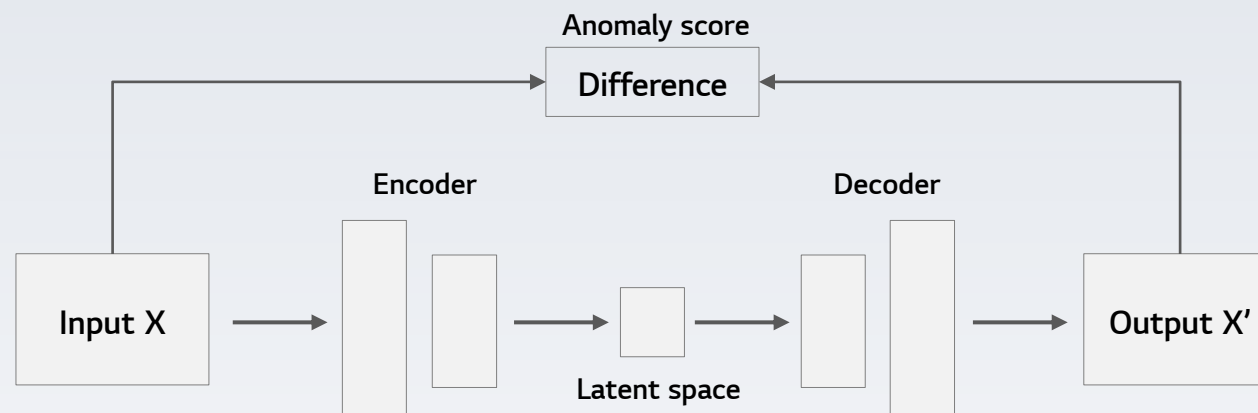 Anomaly score
Difference
Encoder
Decoder
Input X
Output X’
Latent space